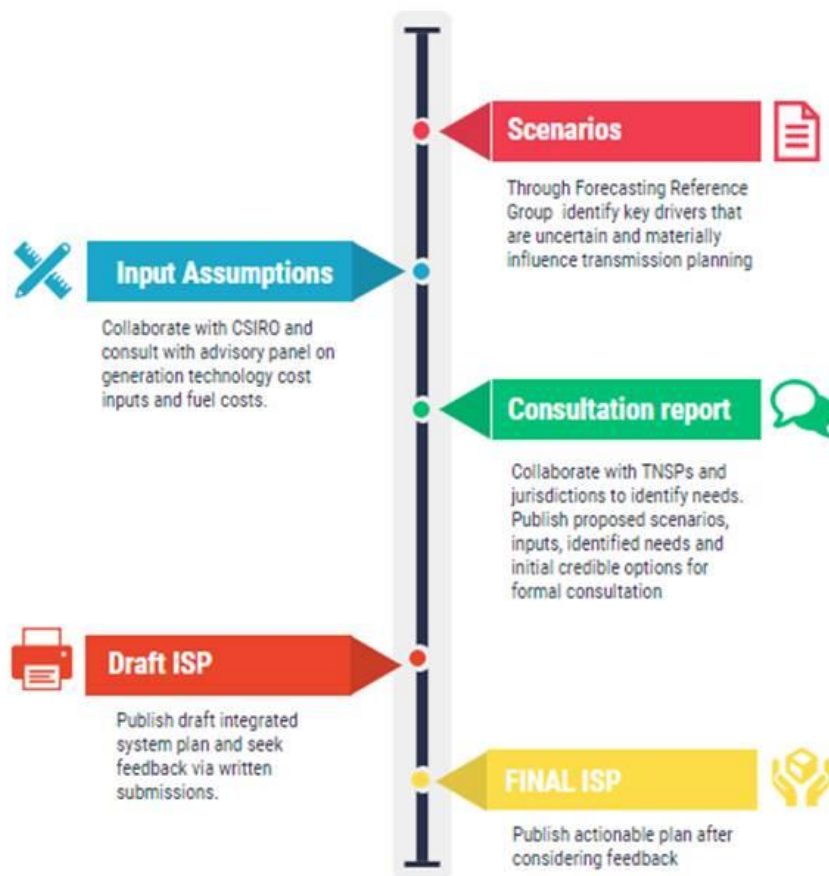 Scenarios
Through Forecasting Reference
Group identify key drivers that
are uncertain and materially
influence transmission planning
Input Assumptions
Collaborate with CSIRO and
consult with advisory panel on
generation technology cost
inputs and fuel costs.
Consultation report
Collaborate with TNSPs and
jurisdictions to identify needs.
Publish proposed scenarios,
inputs, identified needs and
initial credible options for
formal consultation
Draft ISP
Publish draft integrated
system plan and seek
feedback via written
submissions.
FINAL ISP
Publish actionable plan after
considering feedback